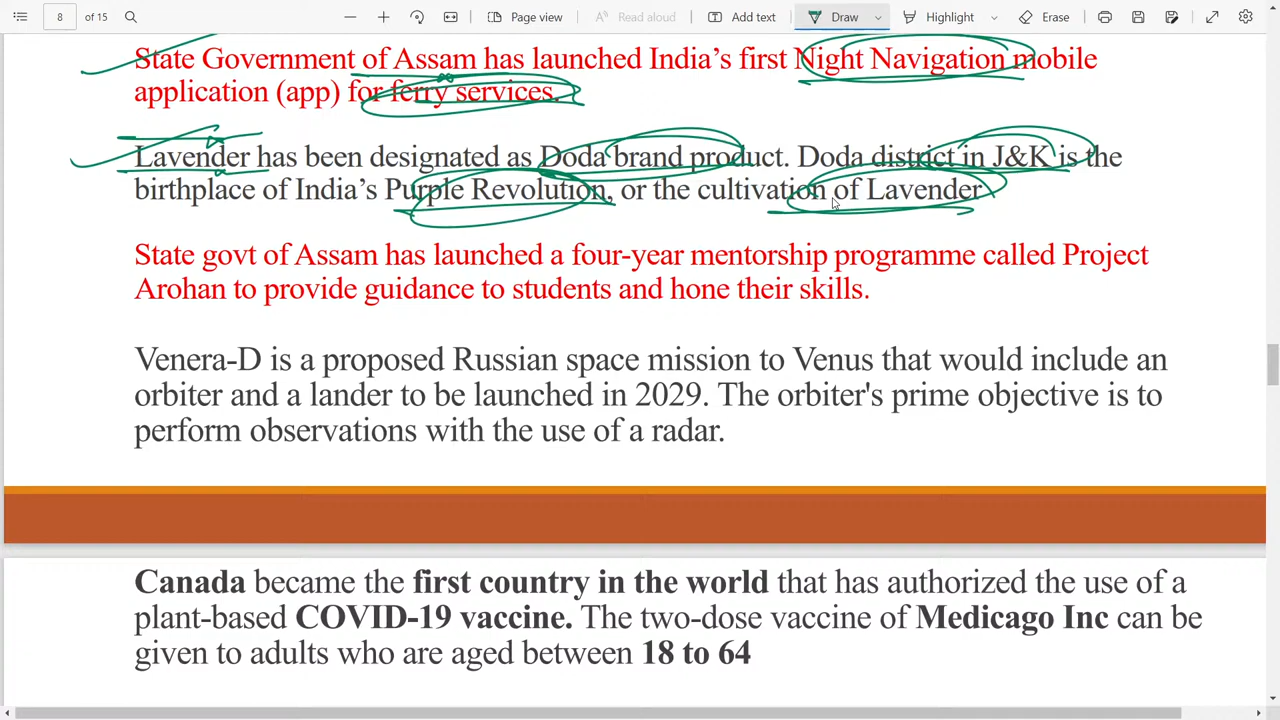 8 of 15 Page view Read aloud Add text Draw Highlight Erase
State Government of Assam has launched India’s first Night Navigation mobile
application (app) for ferry services.
Lavender has been designated as Doda brand product. Doda district in J&K is the
birthplace of India’s Purple Revolution, or the cultivation of Lavender
State govt of Assam has launched a four-year mentorship programme called Project
Arohan to provide guidance to students and hone their skills.
Venera-D is a proposed Russian space mission to Venus that would include an
orbiter and a lander to be launched in 2029. The orbiter's prime objective is to
perform observations with the use of a radar.
Canada became the first country in the world that has authorized the use of a
plant-based COVID-19 vaccine. The two-dose vaccine of Medicago Inc can be
given to adults who are aged between 18 to 64